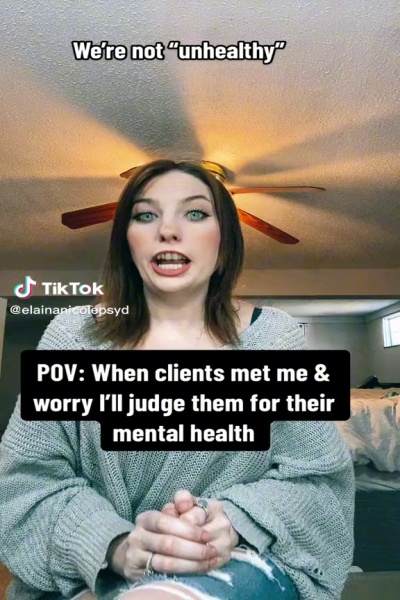 We're not "unhealthy"
TikTok
@elainanicolepsyd
POV: When clients met me &
worry I'll judge them for their
mental health